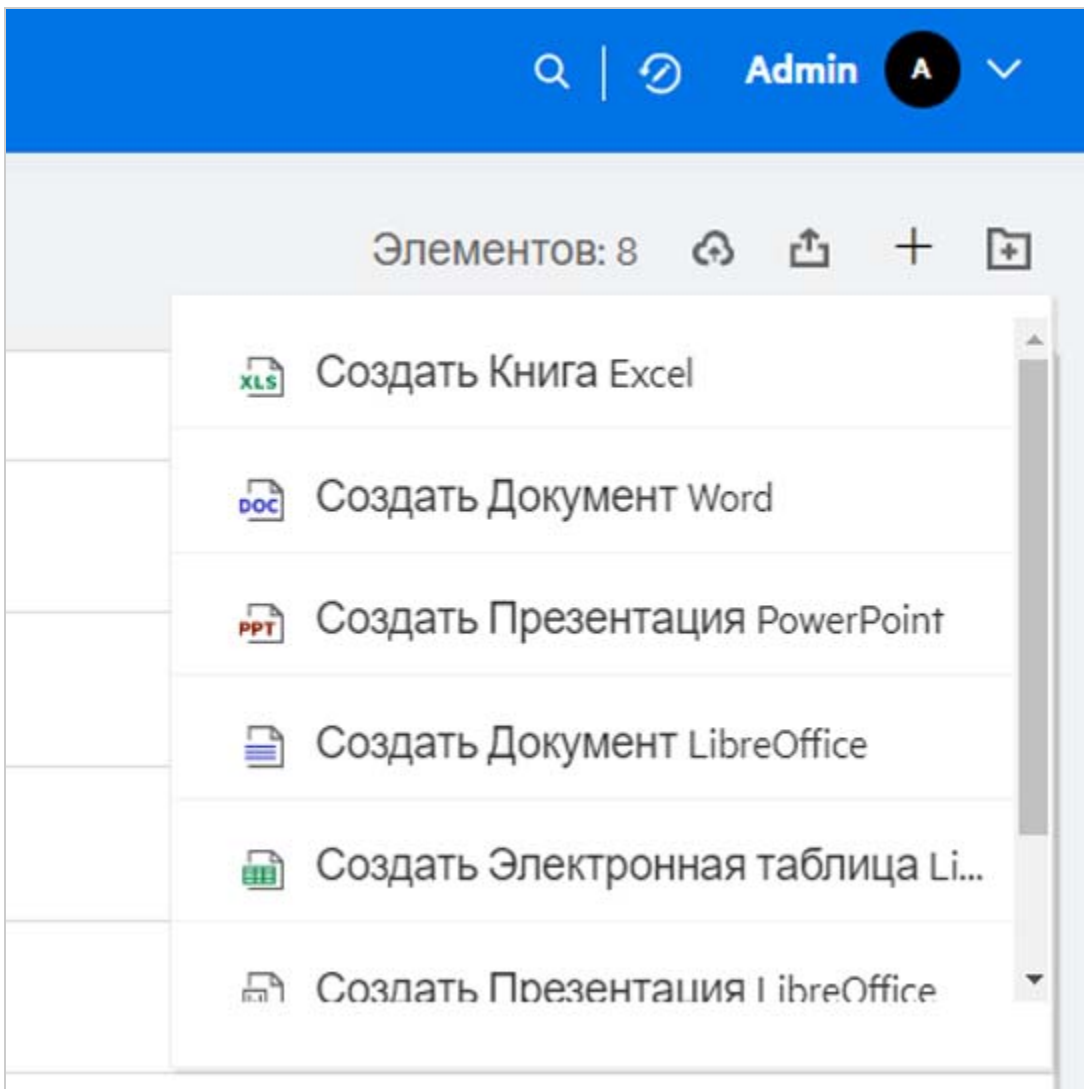 Admin A
Элементов: 8
XLS Создать Книга Excel
DOC Создать Документ Word
PPT Создать Презентация PowerPoint
Создать Документ LibreOffice
Создать Электронная таблица Li...
Создать Презентация LibreOffice